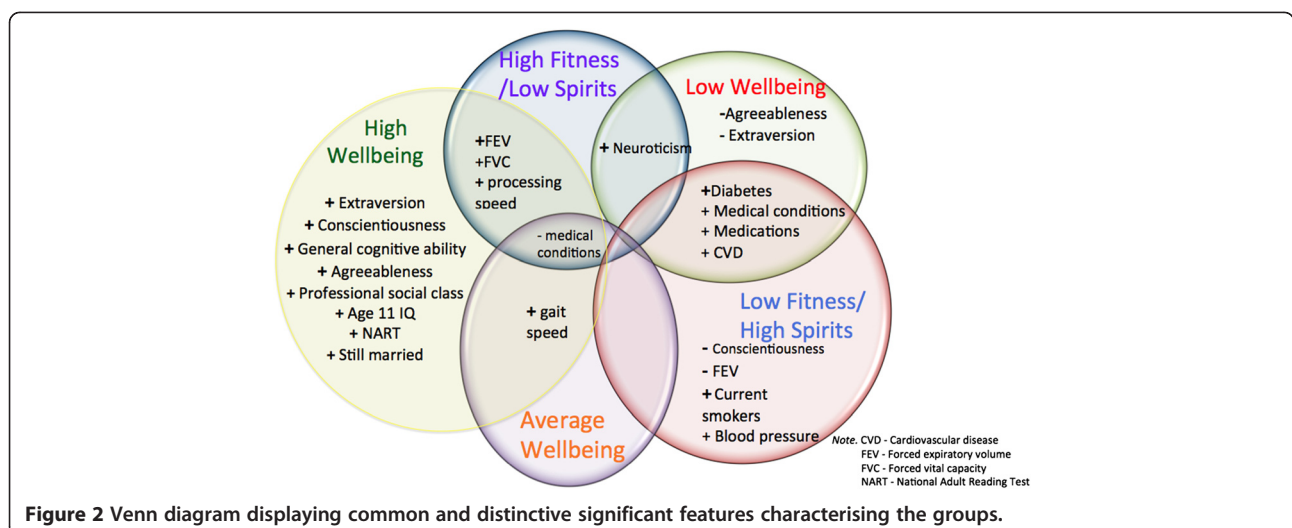 High Fitness
/Low Spirits
Low Wellbeing
-Agreeableness
- Extraversion
High
Wellbeing
+FEV
+FVC
+ processing
speed
+ Neuroticism
+Diabetes
+ Medical conditions
+ Medications
+ CVD
+ Extraversion
+ Conscientiousness
+ General cognitive ability
+ Agreeableness
+ Professional social class
+ Age 11 IQ
+ NART
+ Still married
- medical
conditions
+ gait
speed
Low Fitness/
High Spirits
- Conscientiousness
- FEV
+Current
smokers
+ Blood pressure
Average
Wellbeing
Note. CVD - Cardiovascular disease
FEV - Forced expiratory volume
FVC - Forced vital capacity
NART - National Adult Reading Test
Figure 2 Venn diagram displaying common and distinctive significant features characterising the groups.